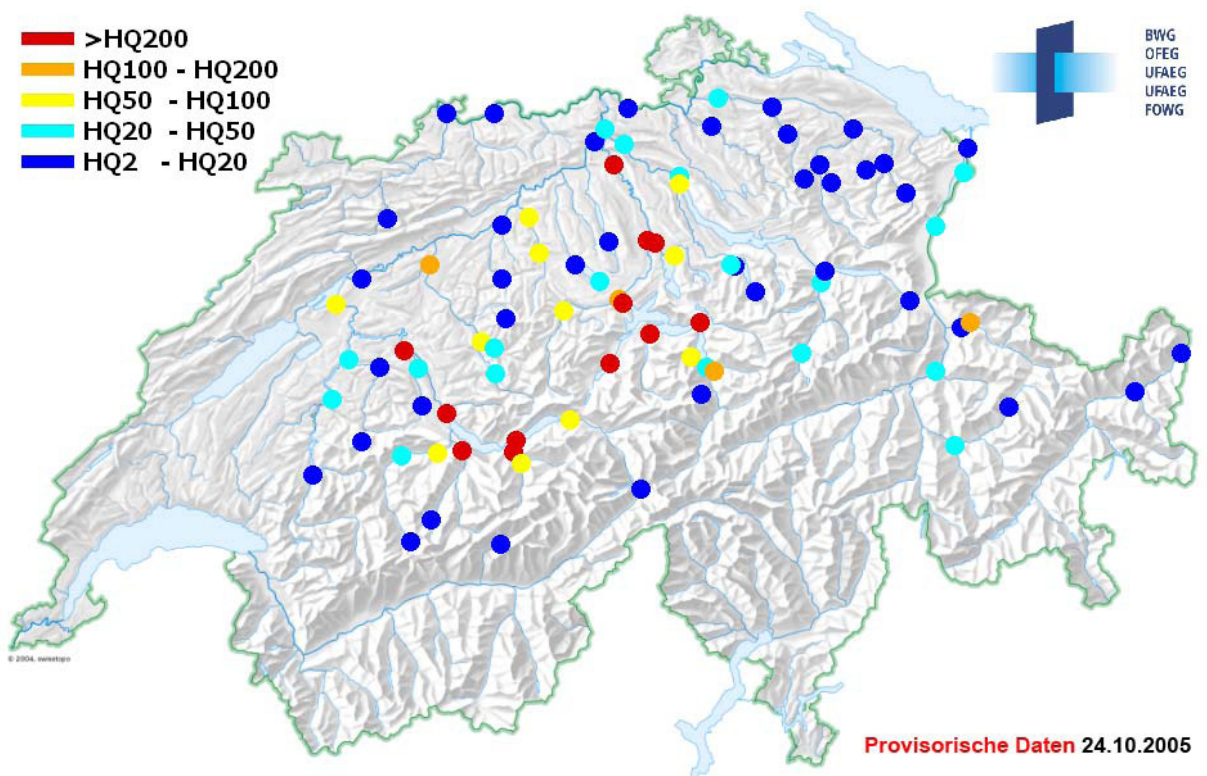 >HQ200
HQ100 - HQ200
HQ50 - HQ100
HQ20 - HQ50
HQ2 - HQ20
BWG
OFEG
UFAEG
UFAEG
FOWG
© 2004, swisstopo
Provisorische Daten 24.10.2005